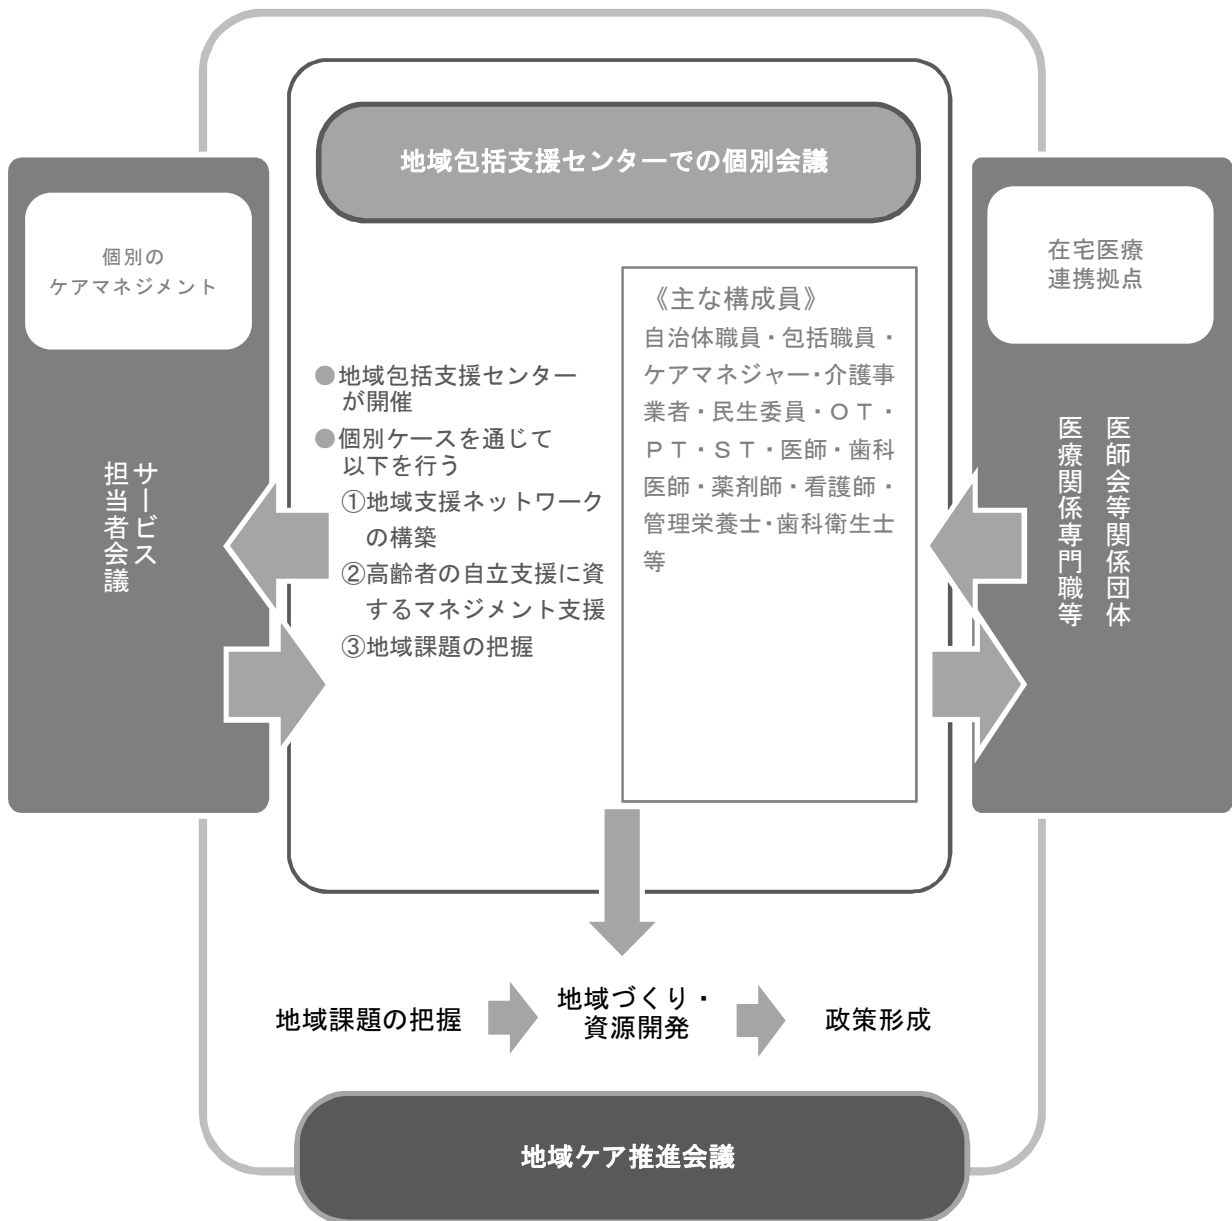 地域包括支援センターでの個別会議
個別の
ケアマネジメント
サービス
担当者会議
●地域包括支援センター
が開催
●個別ケースを通じて
以下を行う
①地域支援ネットワーク
の構築
②高齢者の自立支援に資
するマネジメント支援
③地域課題の把握
《主な構成員》
自治体職員・包括職員・
ケアマネジャー・介護事
業者・民生委員・ＯＴ・
ＰＴ・ＳＴ・医師・歯科
医師・薬剤師・看護師・
管理栄養士・歯科衛生士
等
在宅医療
連携拠点
医師会等関係団体
医療関係専門職等
地域課題の把握
地域づくり・
資源開発
政策形成
地域ケア推進会議